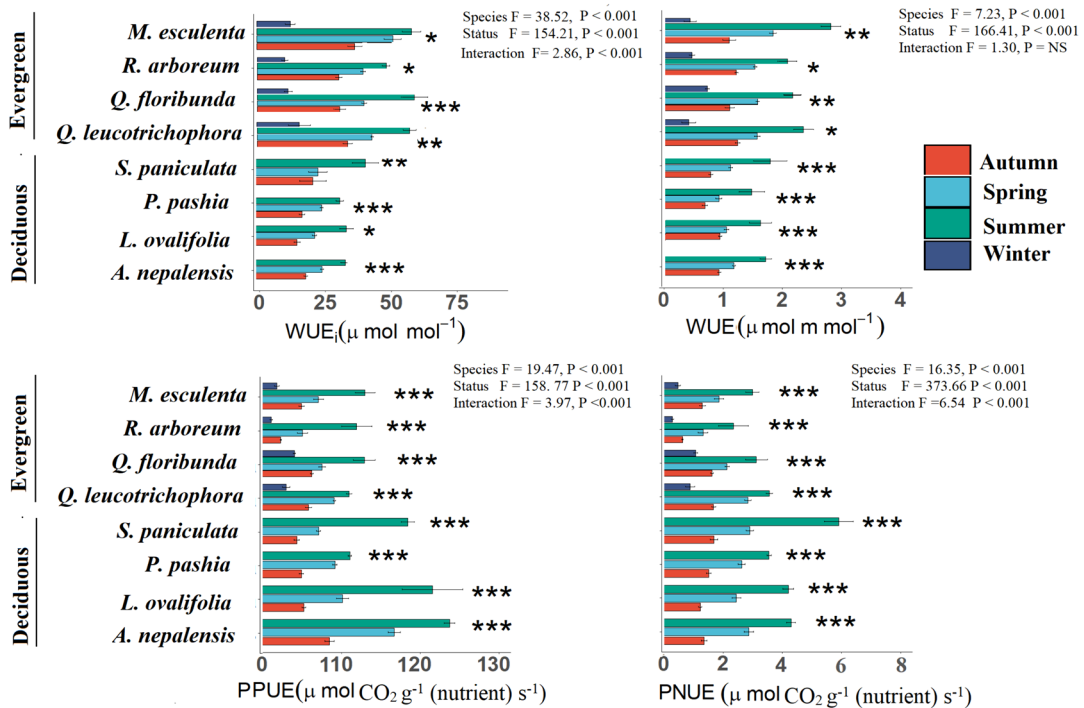 Species F = 38.52, P < 0.001
Status F = 154.21, P < 0.001
Interaction F= 2.86, P < 0.001
Evergreen
M. esculenta
*
R. arboreum
*
Q. floribunda
***
Q. leucotrichophora
**
Deciduous
S. paniculata
**
P. pashia
***
L. ovalifolia
*
A. nepalensis
***
0 25 50 75
WUEi(μ mol mol⁻¹)
Species F = 7.23, P < 0.001
Status F = 166.41, P < 0.001
Interaction F = 1.30, P = NS
**
*
**
*
***
***
***
***
0 1 2 3 4
WUE (μ mol m mol⁻¹)
Autumn
Spring
Summer
Winter
Species F = 19.47, P < 0.001
Status F = 158. 77 P < 0.001
Interaction F = 3.97, P <0.001
Evergreen
M. esculenta
***
R. arboreum
***
Q. floribunda
***
Q. leucotrichophora
***
Deciduous
S. paniculata
***
P. pashia
***
L. ovalifolia
***
A. nepalensis
***
0 110 120 130
PPUE(μ mol CO₂ g⁻¹ (nutrient) s⁻¹)
Species F = 16.35, P < 0.001
Status F = 373.66 P < 0.001
Interaction F =6.54 P < 0.001
***
***
***
***
***
***
***
***
0 2 4 6 8
PNUE (μ mol CO₂ g⁻¹ (nutrient) s⁻¹)